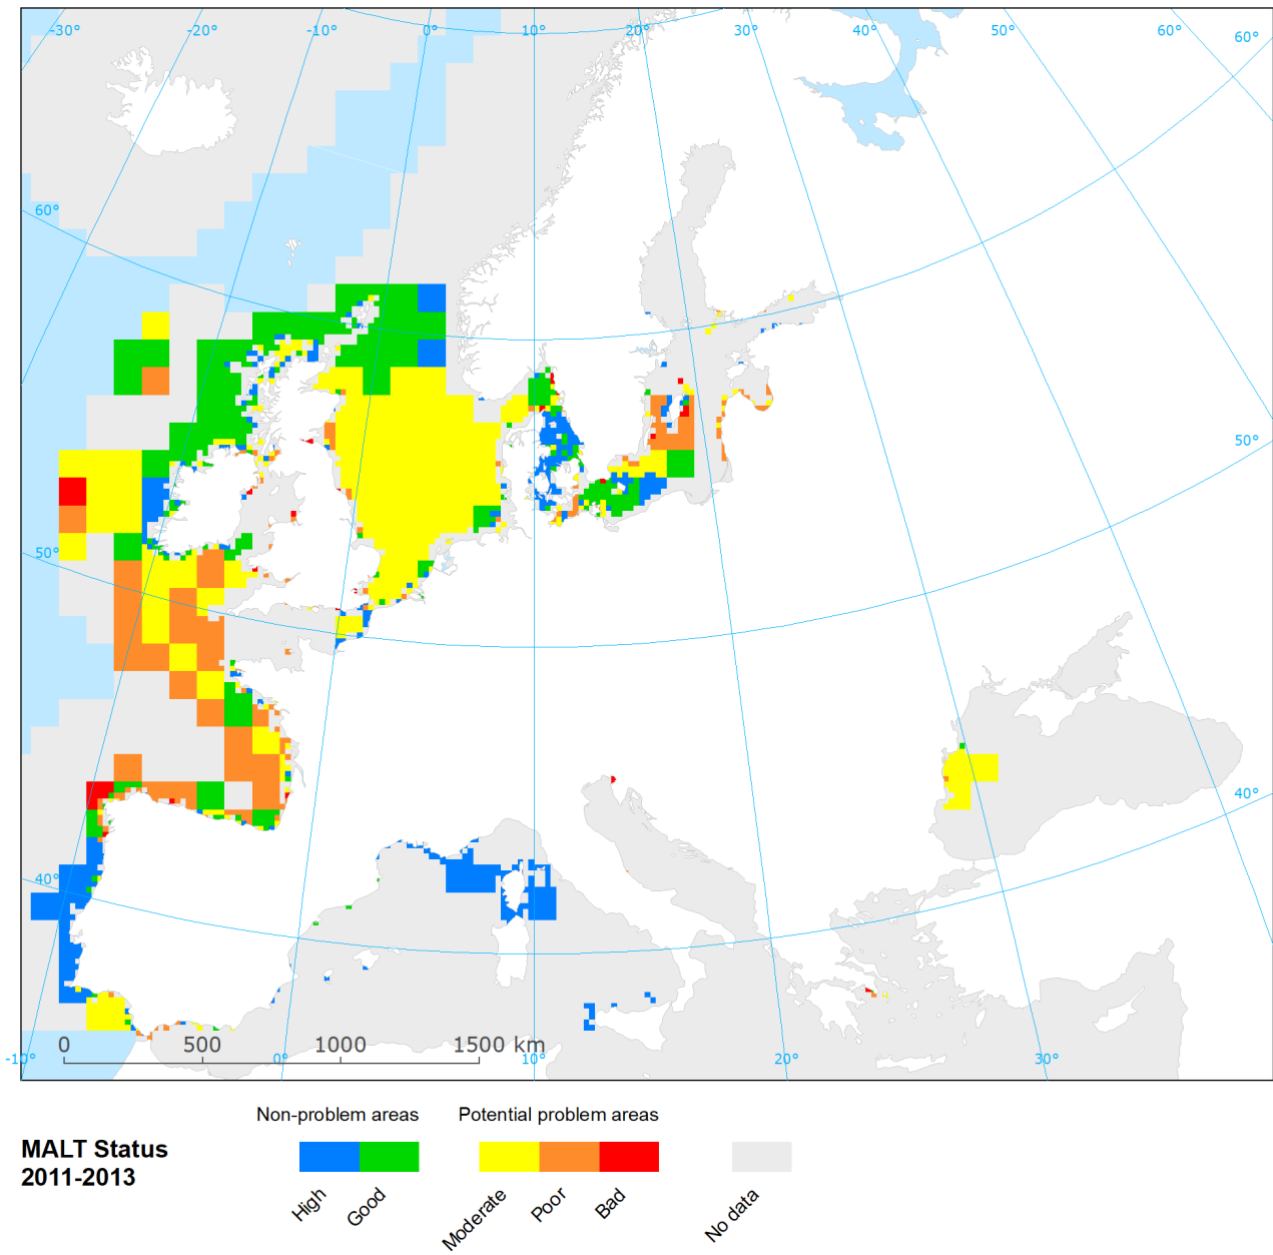 -30°
-20°
-10°
0°
10°
20°
30°
40°
50°
60°
60°
60°
50°
50°
40°
40°
0
500
1000
1500 km
-10°
0°
10°
20°
30°
Non-problem areas
Potential problem areas
MALT Status
2011-2013
High
Good
Moderate
Poor
Bad
No data